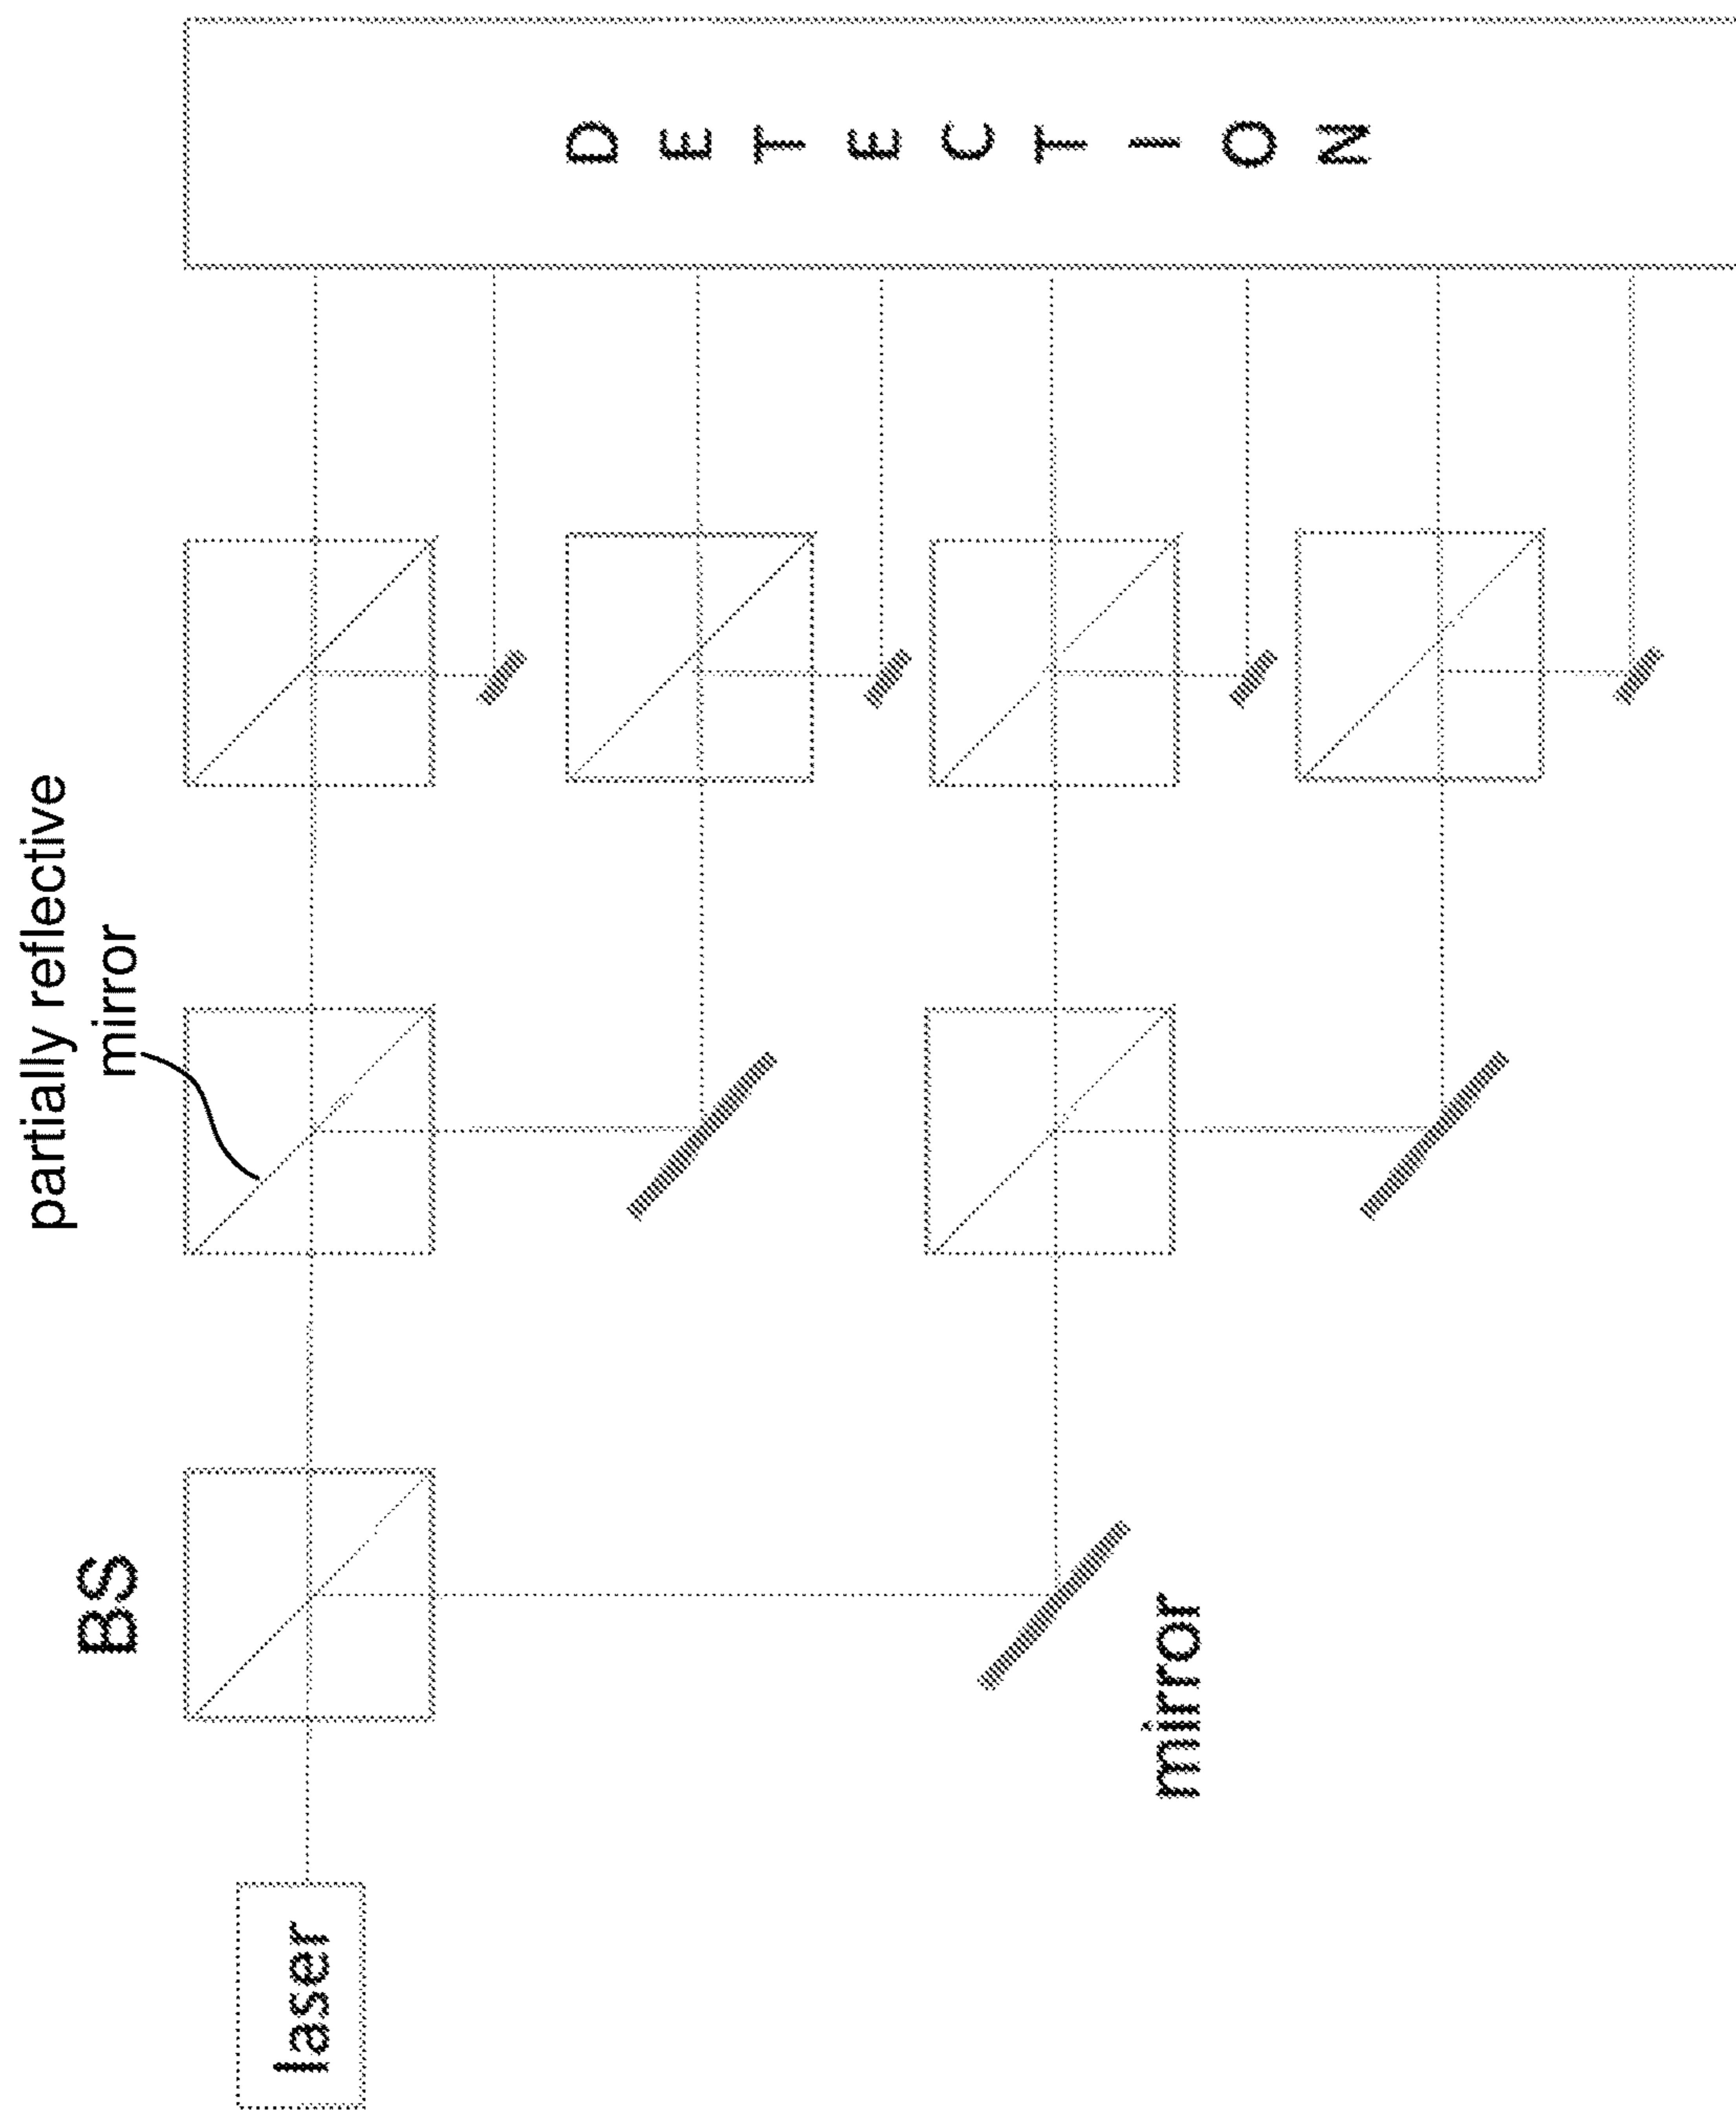 partially reflective
mirror
BS
mirror
laser
DETECTION